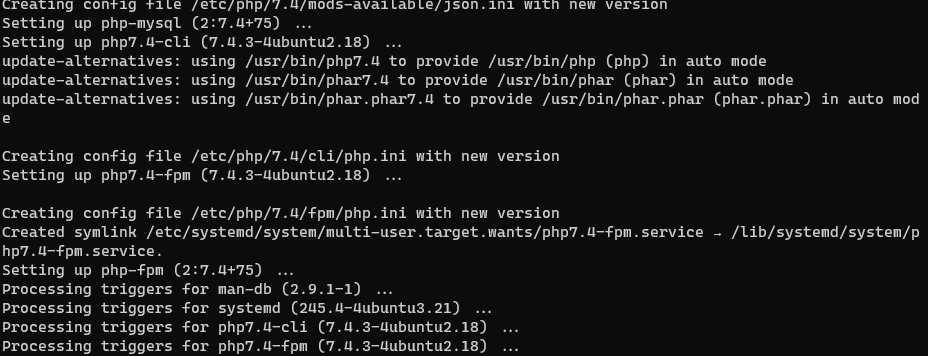 Creating config file /etc/php/7.4/mods-available/json.ini with new version
Setting up php-mysql (2:7.4+75) ...
Setting up php7.4-cli (7.4.3-4ubuntu2.18) ...
update-alternatives: using /usr/bin/php7.4 to provide /usr/bin/php (php) in auto mode
update-alternatives: using /usr/bin/phar7.4 to provide /usr/bin/phar (phar) in auto mode
update-alternatives: using /usr/bin/phar.phar7.4 to provide /usr/bin/phar.phar (phar.phar) in auto mod
e
Creating config file /etc/php/7.4/cli/php.ini with new version
Setting up php7.4-fpm (7.4.3-4ubuntu2.18) ...
Creating config file /etc/php/7.4/fpm/php.ini with new version
Created symlink /etc/systemd/system/multi-user.target.wants/php7.4-fpm.service → /lib/systemd/system/p
hp7.4-fpm.service.
Setting up php-fpm (2:7.4+75) ...
Processing triggers for man-db (2.9.1-1) ...
Processing triggers for systemd (245.4-4ubuntu3.21) ...
Processing triggers for php7.4-cli (7.4.3-4ubuntu2.18) ...
Processing triggers for php7.4-fpm (7.4.3-4ubuntu2.18) ...